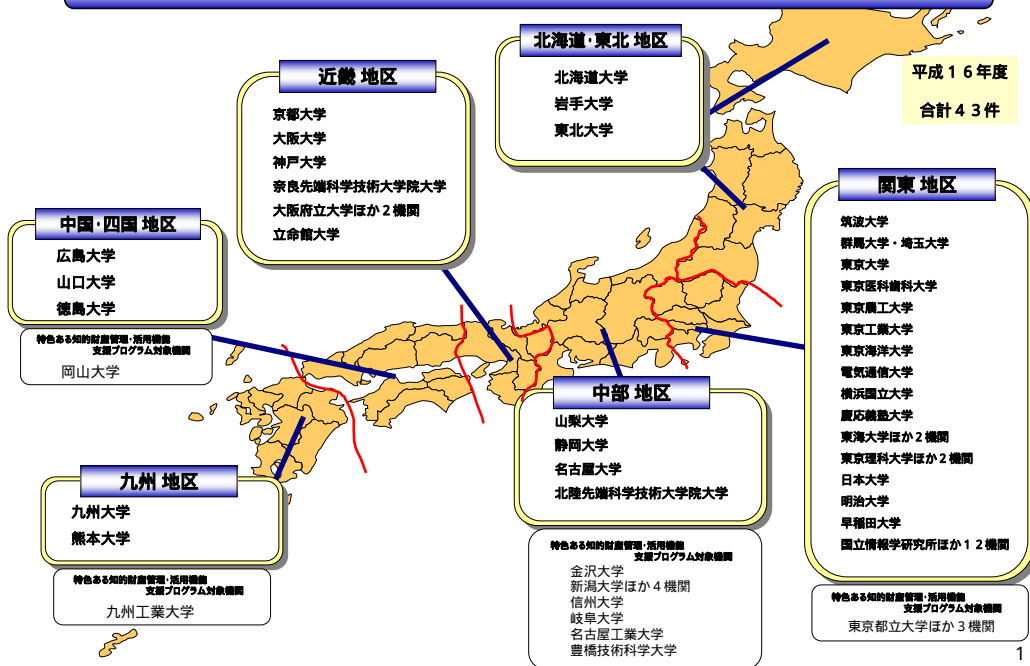 北海道・東北 地区
北海道大学
岩手大学
東北大学
平成１６年度
合計４３件
近畿 地区
京都大学
大阪大学
神戸大学
奈良先端科学技術大学院大学
大阪府立大学ほか２機関
立命館大学
中国・四国 地区
広島大学
山口大学
徳島大学
特色ある知的財産管理・活用機能
支援プログラム対象機関
岡山大学
関東 地区
筑波大学
群馬大学・埼玉大学
東京大学
東京医科歯科大学
東京農工大学
東京工業大学
東京海洋大学
電気通信大学
横浜国立大学
慶応義塾大学
東海大学ほか２機関
東京理科大学ほか２機関
日本大学
明治大学
早稲田大学
国立情報学研究所ほか１２機関
特色ある知的財産管理・活用機能
支援プログラム対象機関
東京都立大学ほか３機関
中部 地区
山梨大学
静岡大学
名古屋大学
北陸先端科学技術大学院大学
特色ある知的財産管理・活用機能
支援プログラム対象機関
金沢大学
新潟大学ほか４機関
信州大学
岐阜大学
名古屋工業大学
豊橋技術科学大学
九州 地区
九州大学
熊本大学
特色ある知的財産管理・活用機能
支援プログラム対象機関
九州工業大学
1